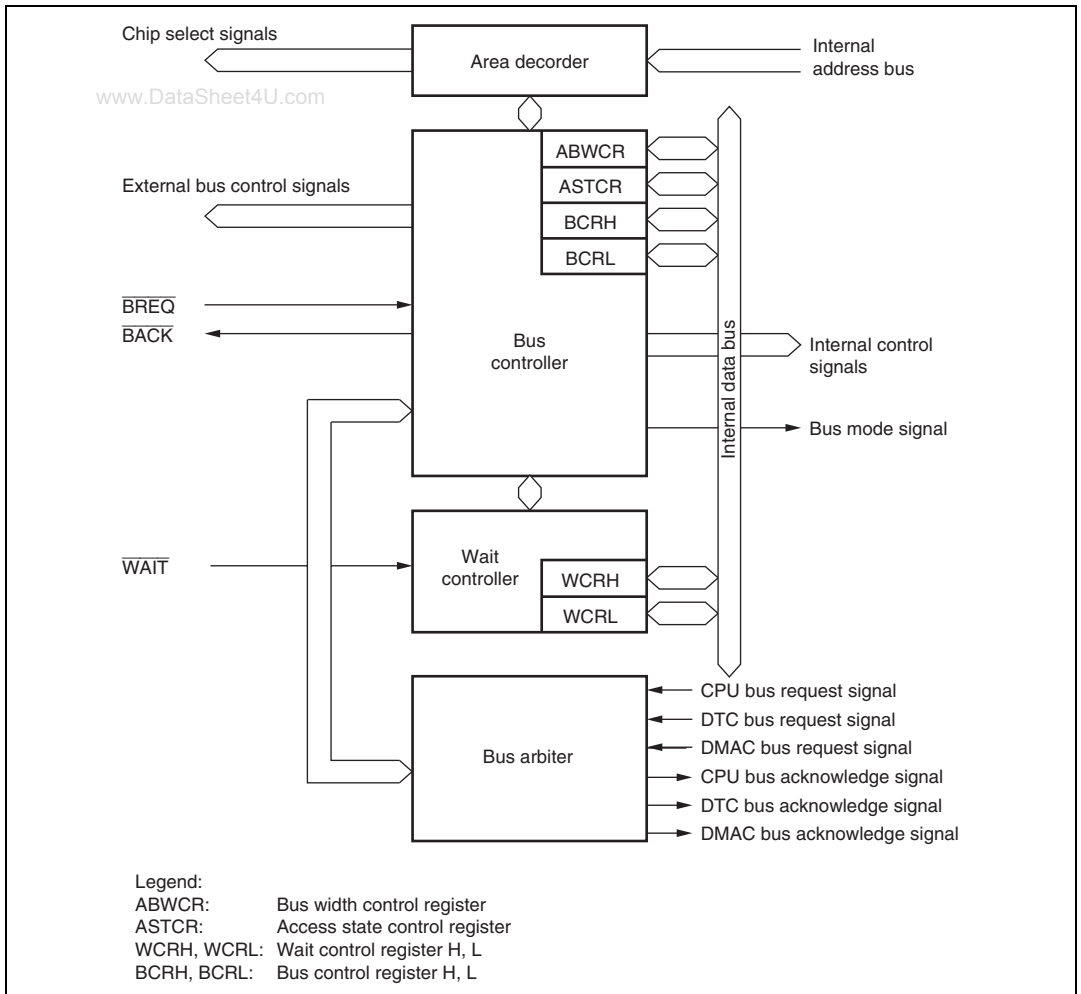 Chip select signals
Area decorder
Internal
address bus
www.DataSheet4U.com
ABWCR
External bus control signals
ASTCR
BCRH
BCRL
BREQ
BACK
Bus
controller
Internal data bus
Internal control
signals
Bus mode signal
WAIT
Wait
controller
WCRH
WCRL
CPU bus request signal
DTC bus request signal
DMAC bus request signal
Bus arbiter
CPU bus acknowledge signal
DTC bus acknowledge signal
DMAC bus acknowledge signal
Legend:
ABWCR: Bus width control register
ASTCR: Access state control register
WCRH, WCRL: Wait control register H, L
BCRH, BCRL: Bus control register H, L